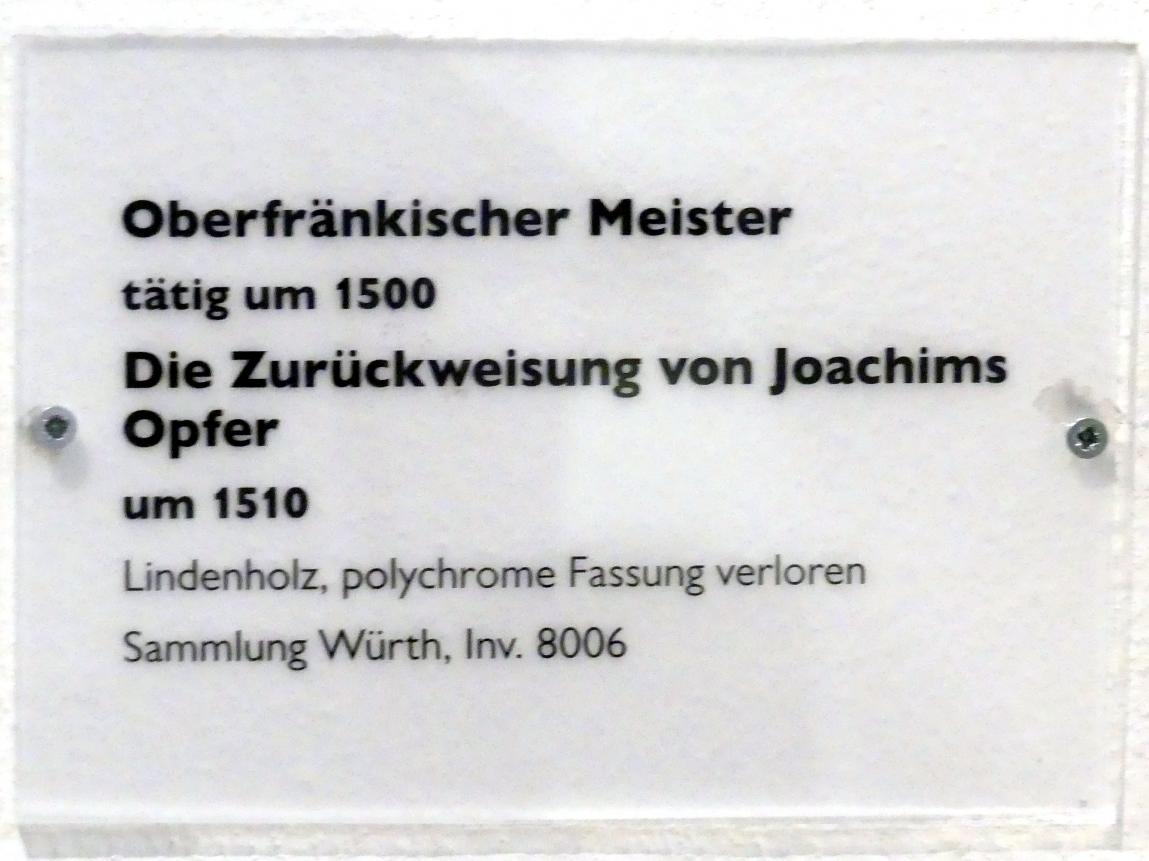 Oberfränkischer Meister
tätig um 1500
Die Zurückweisung von Joachims
Opfer
um 1510
Lindenholz, polychrome Fassung verloren
Sammlung Würth, Inv. 8006